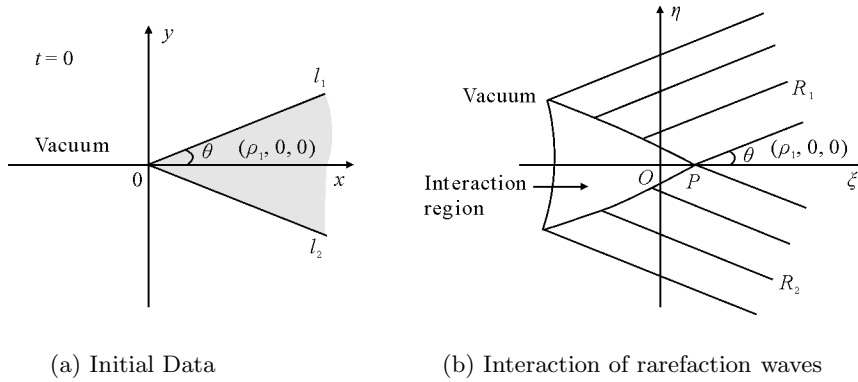 y
t = 0
l₁
Vacuum
θ
(ρ₁, 0, 0)
0
x
l₂
(a) Initial Data
η
Vacuum
R₁
θ
(ρ₁, 0, 0)
O
P
ξ
Interaction
region
R₂
(b) Interaction of rarefaction waves